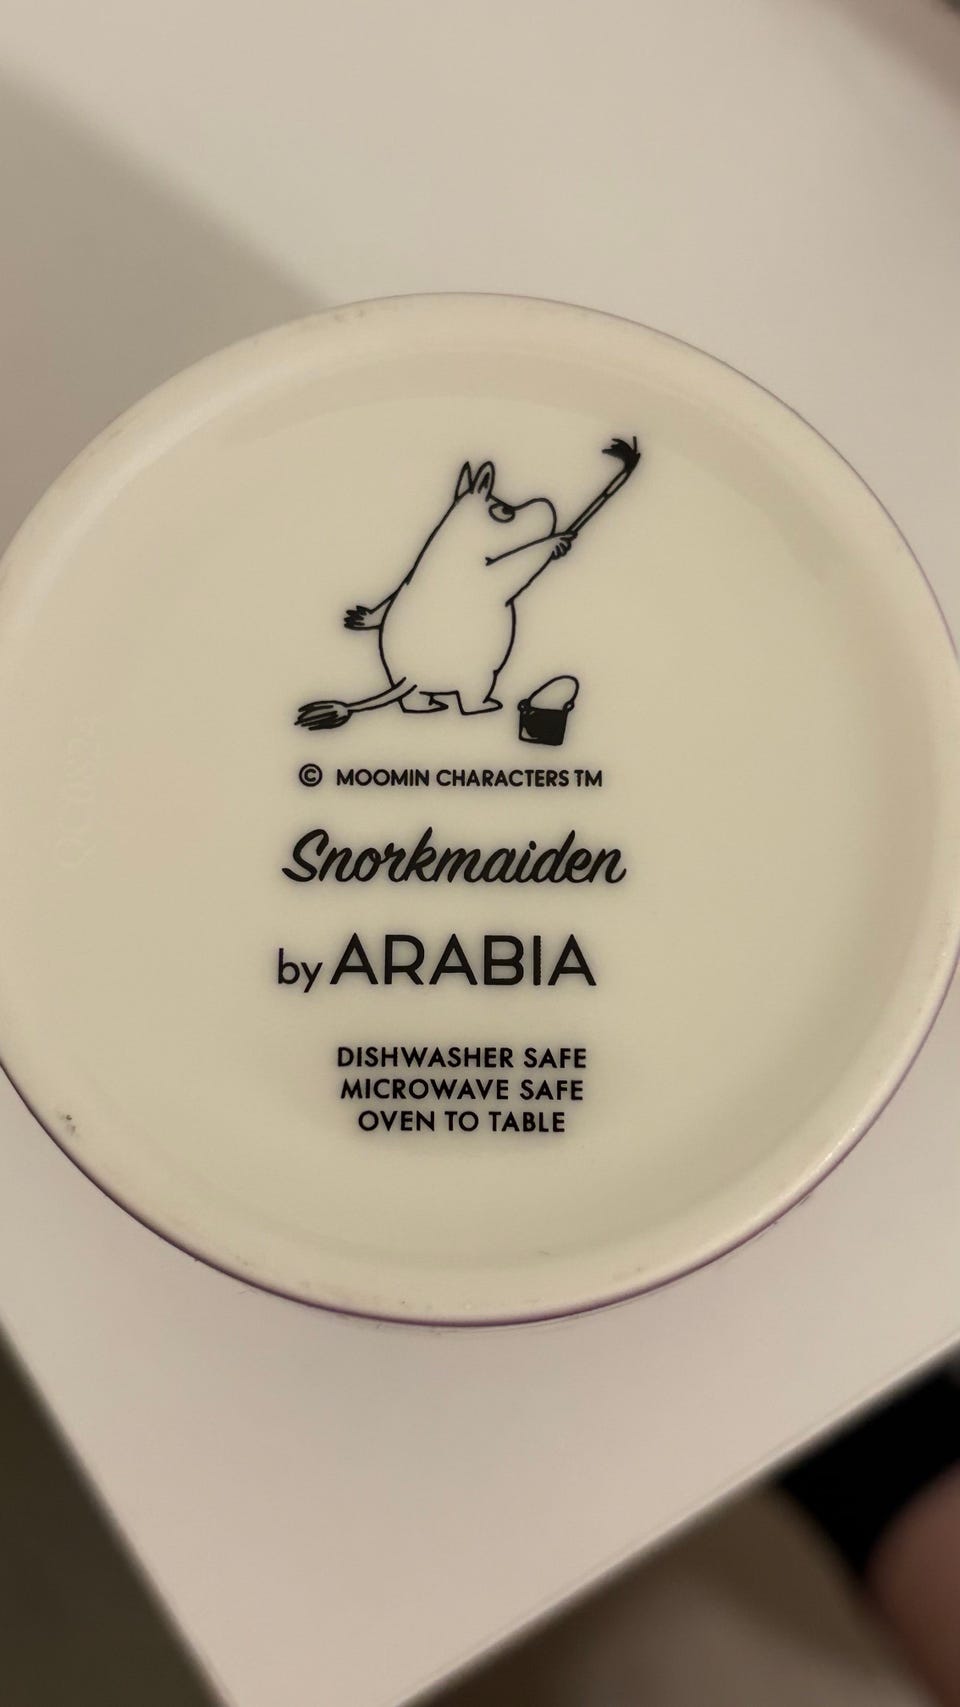 © MOOMIN CHARACTERS TM
Snorkmaiden
by ARABIA
DISHWASHER SAFE
MICROWAVE SAFE
OVEN TO TABLE